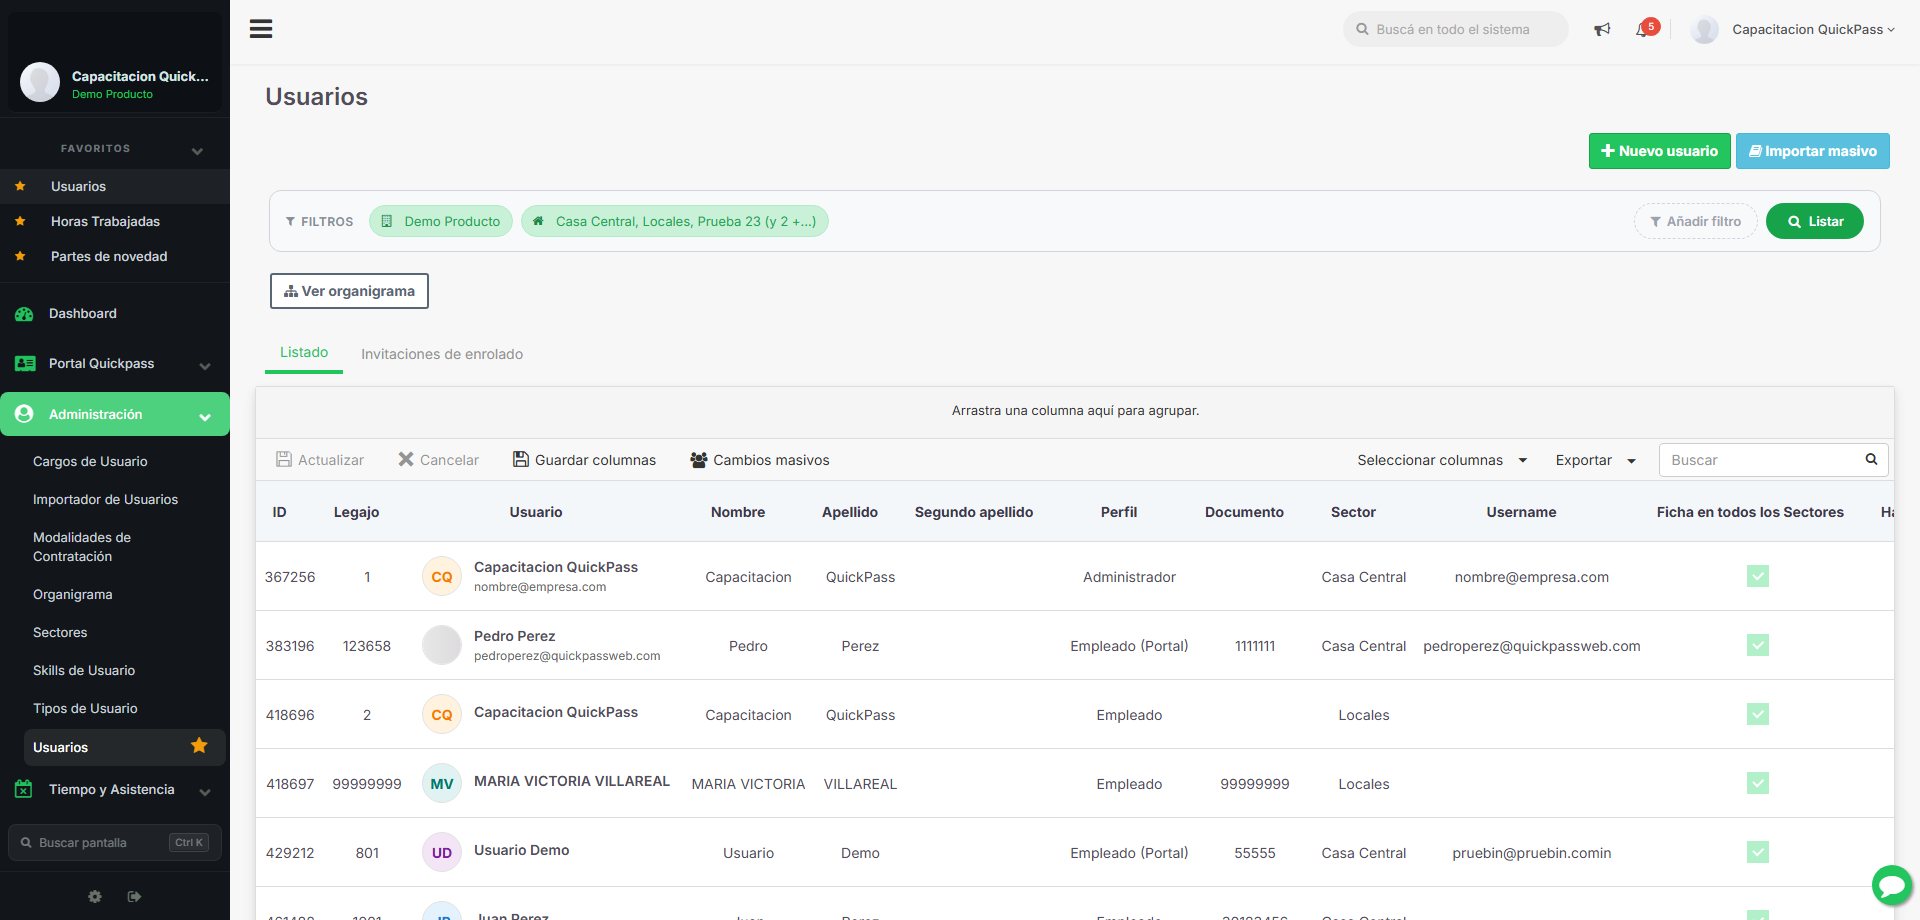 Capacitacion Quick...
Demo Producto
FAVORITOS
Usuarios
Horas Trabajadas
Partes de novedad
Dashboard
Portal Quickpass
Administración
Cargos de Usuario
Importador de Usuarios
Modalidades de
Contratación
Organigrama
Sectores
Skills de Usuario
Tipos de Usuario
Usuarios
Tiempo y Asistencia
Buscar pantalla Ctrl K
Buscá en todo el sistema 5 Capacitacion QuickPass
Usuarios
Nuevo usuario Importar masivo
FILTROS Demo Producto Casa Central, Locales, Prueba 23 (y 2 +...) Añadir filtro Listar
Ver organigrama
Listado Invitaciones de enrolado
Arrastra una columna aquí para agrupar.
Actualizar Cancelar Guardar columnas Cambios masivos Seleccionar columnas Exportar Buscar
ID Legajo Usuario Nombre Apellido Segundo apellido Perfil Documento Sector Username Ficha en todos los Sectores
367256 1 CQ Capacitacion QuickPass Capacitacion QuickPass Administrador Casa Central nombre@empresa.com
nombre@empresa.com
383196 123658 Pedro Perez Pedro Perez Empleado (Portal) 1111111 Casa Central pedroperez@quickpassweb.com
pedroperez@quickpassweb.com
418696 2 CQ Capacitacion QuickPass Capacitacion QuickPass Empleado Locales
418697 99999999 MV MARIA VICTORIA VILLAREAL MARIA VICTORIA VILLAREAL Empleado 99999999 Locales
429212 801 UD Usuario Demo Usuario Demo Empleado (Portal) 55555 Casa Central pruebin@pruebin.comin
Juan Perez